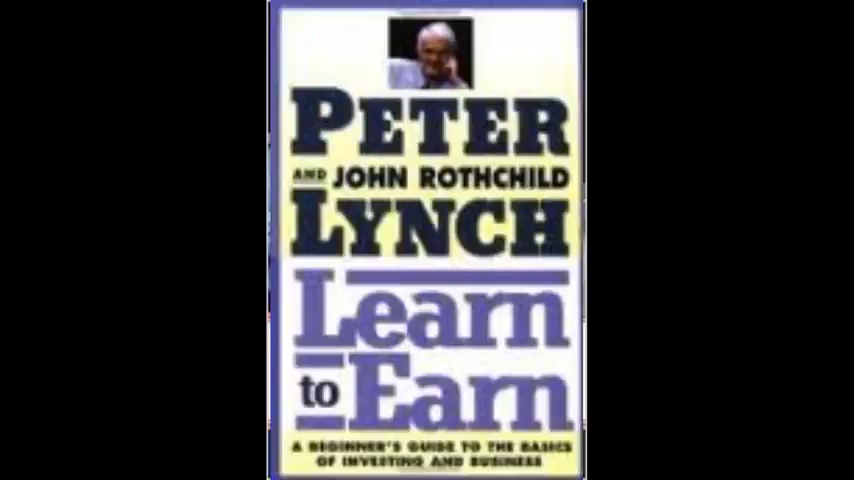 PETER
AND JOHN ROTHCHILD
LYNCH
Learn
to Earn
A BEGINNER'S GUIDE TO THE BASICS
OF INVESTING AND BUSINESS